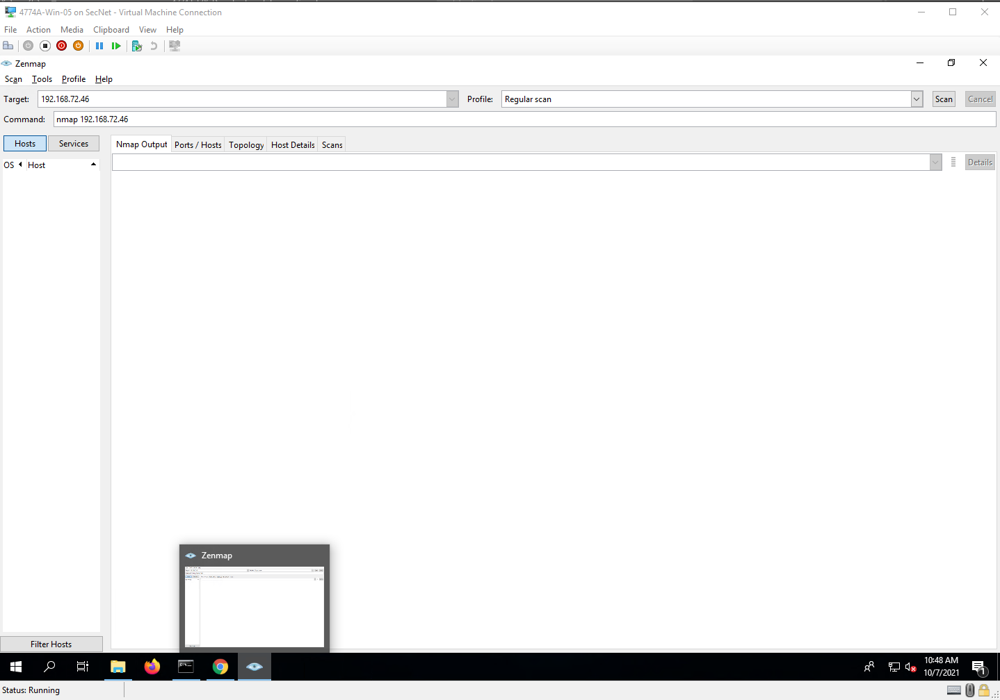 4774A-Win-05 on SecNet - Virtual Machine Connection
File Action Media Clipboard View Help
Zenmap
Scan Tools Profile Help
Target: 192.168.72.46 Profile: Regular scan Scan Cancel
Command: nmap 192.168.72.46
Hosts Services Nmap Output Ports / Hosts Topology Host Details Scans
OS Host Details
Zenmap
Filter Hosts
10:48 AM
10/7/2021
1
Status: Running